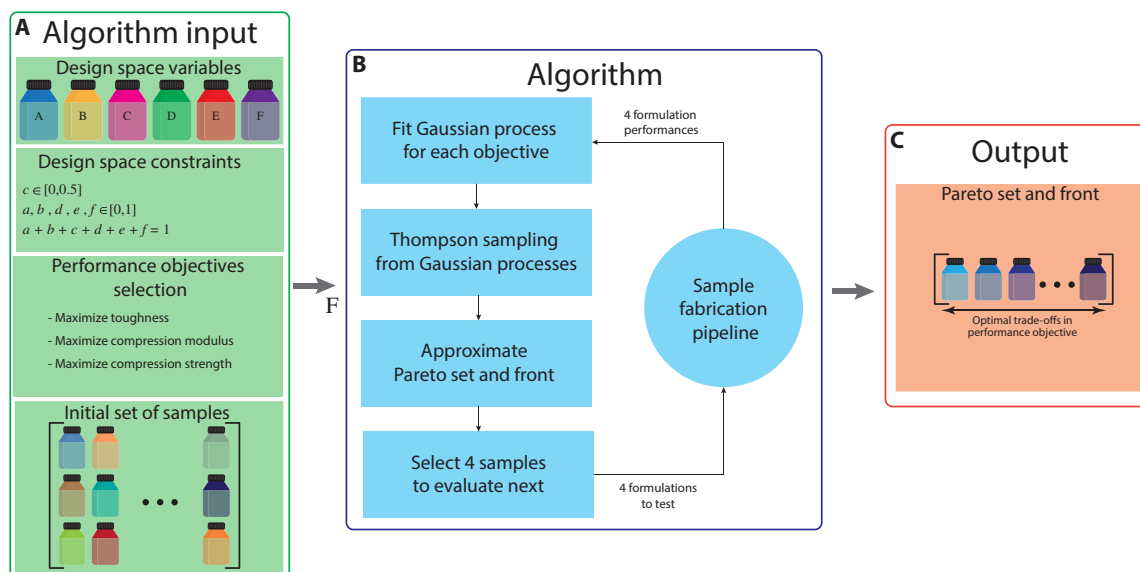 A Algorithm input
Design space variables
A B C D E F
Design space constraints
c ∈ [0,0.5]
a, b , d , e , f ∈[0,1]
a + b + c + d + e + f = 1
Performance objectives
selection
- Maximize toughness
- Maximize compression modulus
- Maximize compression strength
Initial set of samples
F
B Algorithm
Fit Gaussian process
for each objective
Thompson sampling
from Gaussian processes
Approximate
Pareto set and front
Select 4 samples
to evaluate next
4 formulation
performances
Sample
fabrication
pipeline
4 formulations
to test
C Output
Pareto set and front
Optimal trade-offs in
performance objective